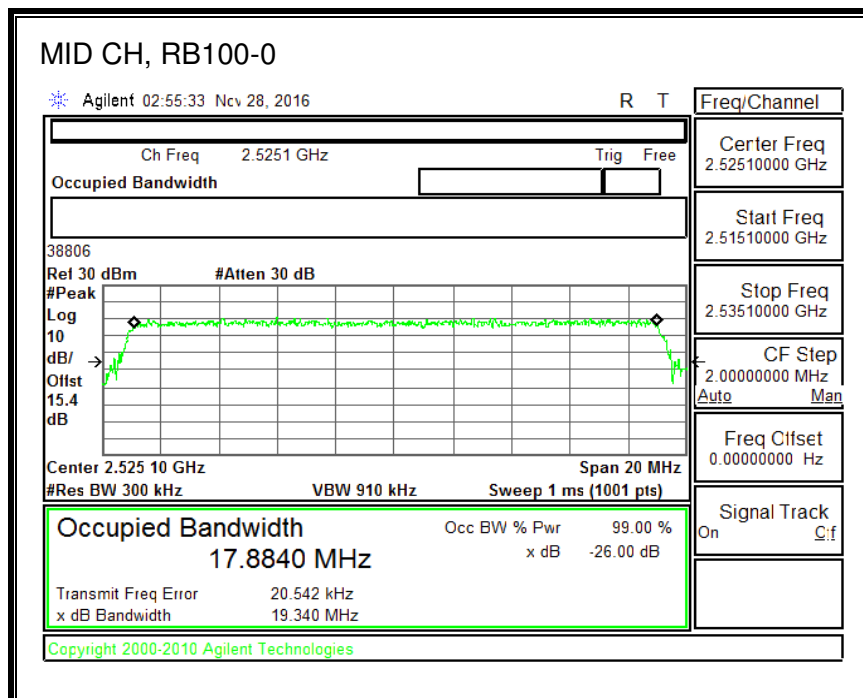 MID CH, RB100-0
Agilent 02:55:33 Nov 28, 2016 R T
Freq/Channel
Ch Freq 2.5251 GHz Trig Free
Occupied Bandwidth
Center Freq
2.52510000 GHz
Start Freq
2.51510000 GHz
Stop Freq
2.53510000 GHz
CF Step
2.00000000 MHz
Auto Man
Freq Offset
0.00000000 Hz
Signal Track
On Off
38806
Ref 30 dBm #Atten 30 dB
#Peak
Log
10
dB/
Offst
15.4
dB
Center 2.525 10 GHz Span 20 MHz
#Res BW 300 kHz VBW 910 kHz Sweep 1 ms (1001 pts)
Occupied Bandwidth
17.8840 MHz
Occ BW % Pwr 99.00 %
x dB -26.00 dB
Transmit Freq Error 20.542 kHz
x dB Bandwidth 19.340 MHz
Copyright 2000-2010 Agilent Technologies